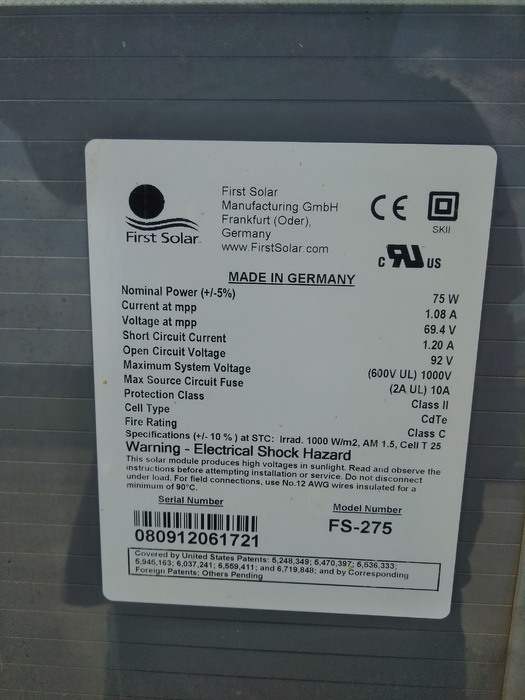 First Solar
First Solar
Manufacturing GmbH
Frankfurt (Oder),
Germany
www.FirstSolar.com
CE
SKII
c RU US
MADE IN GERMANY
Nominal Power (+/-5%) 75 W
Current at mpp 1.08 A
Voltage at mpp 69.4 V
Short Circuit Current 1.20 A
Open Circuit Voltage 92 V
Maximum System Voltage (600V UL) 1000V
Max Source Circuit Fuse (2A UL) 10A
Protection Class Class II
Cell Type CdTe
Fire Rating Class C
Specifications (+/- 10 % ) at STC: Irrad. 1000 W/m2, AM 1.5, Cell T 25
Warning - Electrical Shock Hazard
This solar module produces high voltages in sunlight. Read and observe the
instructions before attempting installation or service. Do not disconnect
under load. For field connections, use No.12 AWG wires insulated for a
minimum of 90°C.
Serial Number Model Number
080912061721 FS-275
Covered by United States Patents: 5,248,349; 5,470,397; 5,536,333;
5,945,163; 6,037,241; 6,559,411; and 6,719,848; and by Corresponding
Foreign Patents; Others Pending